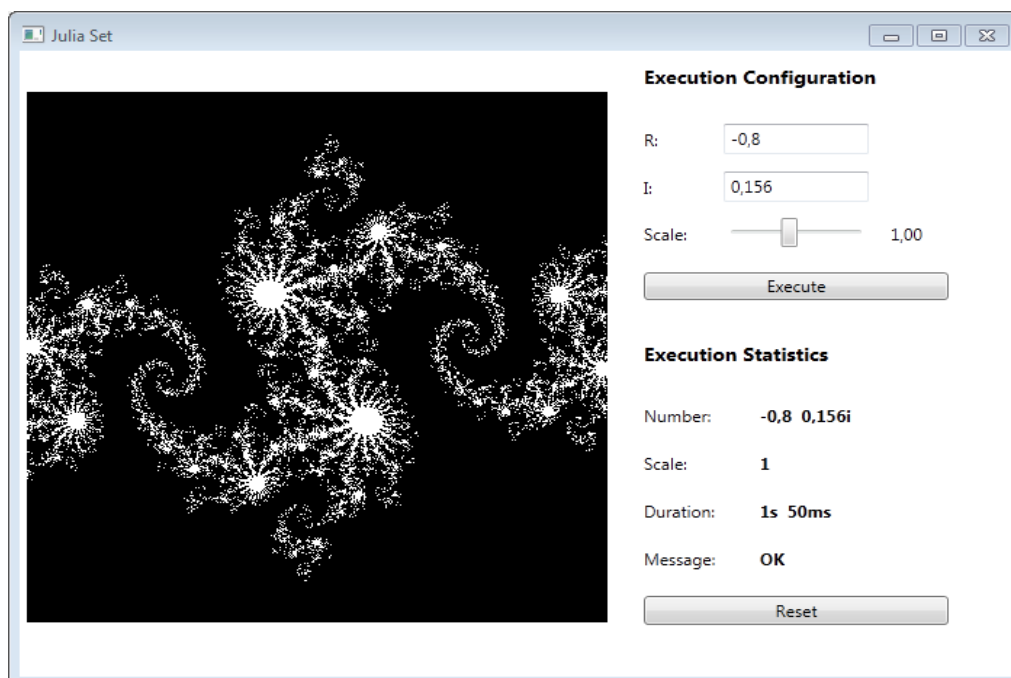 Julia Set
Execution Configuration
R: -0,8
I: 0,156
Scale: 1,00
Execute
Execution Statistics
Number: -0,8 0,156i
Scale: 1
Duration: 1s 50ms
Message: OK
Reset